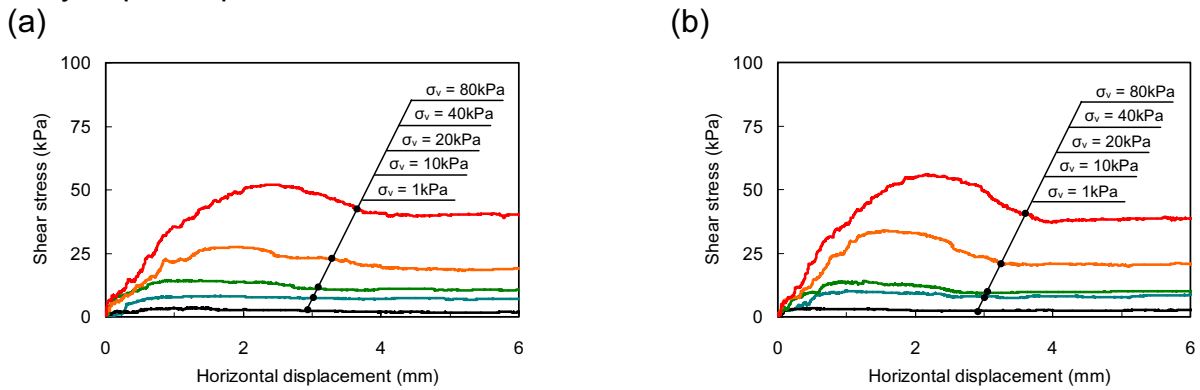 (a)
(b)
100
75
50
25
0
Shear stress (kPa)
σv = 80kPa
σv = 40kPa
σv = 20kPa
σv = 10kPa
σv = 1kPa
0 2 4 6
Horizontal displacement (mm)
100
75
50
25
0
Shear stress (kPa)
σv = 80kPa
σv = 40kPa
σv = 20kPa
σv = 10kPa
σv = 1kPa
0 2 4 6
Horizontal displacement (mm)